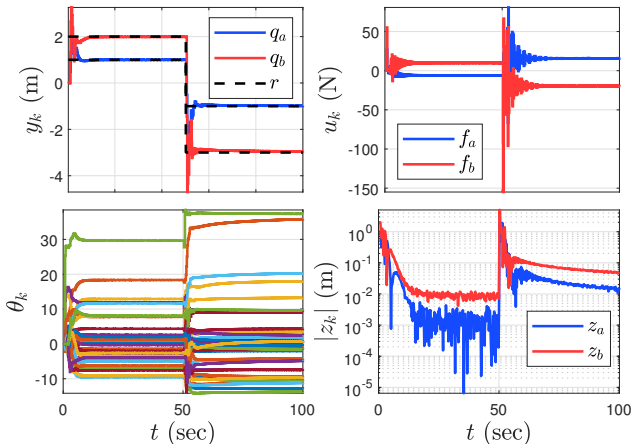 2
0
-2
-4
y_k (m)
q_a
q_b
r
50
0
-50
-100
-150
u_k (N)
f_a
f_b
30
20
10
0
-10
θ_k
0
50
100
t (sec)
10^0
10^-1
10^-2
10^-3
10^-4
10^-5
|z_k| (m)
z_a
z_b
0
50
100
t (sec)